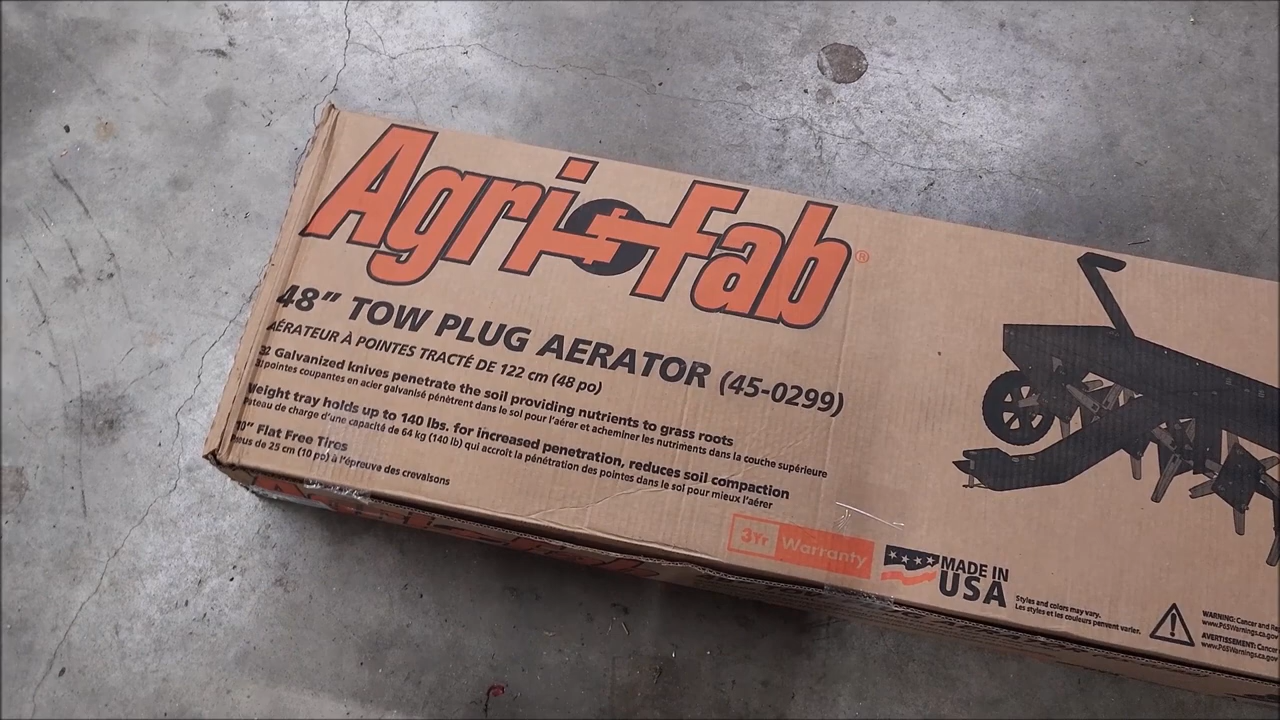 Agri-Fab®
48" TOW PLUG AERATOR (45-0299)
AÉRATEUR À POINTES TRACTÉ DE 122 cm (48 po)
32 Galvanized knives penetrate the soil providing nutrients to grass roots
32 pointes coupantes en acier galvanisé pénètrent dans le sol pour l'aérer et acheminer les nutriments dans la couche supérieure
Weight tray holds up to 140 lbs. for increased penetration, reduces soil compaction
Plateau de charge d'une capacité de 64 kg (140 lb) qui accroît la pénétration des pointes dans le sol pour mieux l'aérer
10" Flat Free Tires
Pneus de 25 cm (10 po) à l'épreuve des crevaisons
3Yr Warranty
MADE IN
USA
Styles and colors may vary.
Les styles et les couleurs peuvent varier.
WARNING: Cancer and
www.P65Warnings.ca.gov
AVERTISSEMENT: Cancer
www.P65Warnings.ca.gov